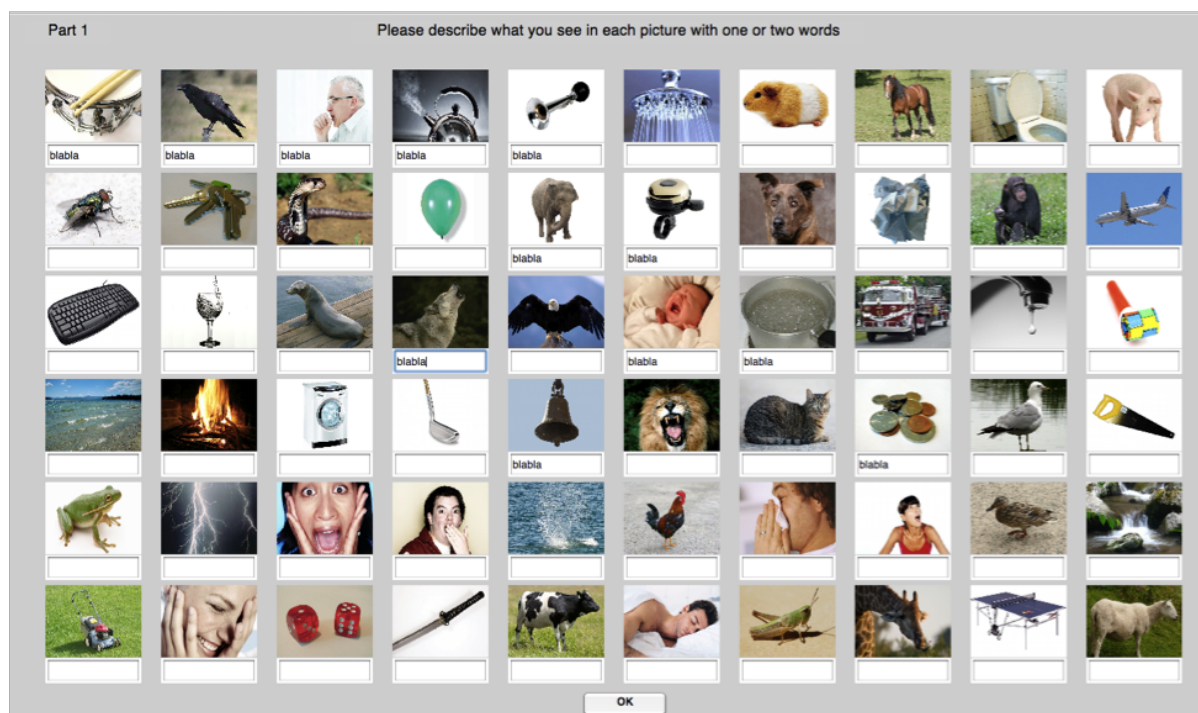 Part 1
Please describe what you see in each picture with one or two words
blabla blabla blabla blabla blabla
blabla blabla
blabla blabla blabla
blabla blabla
OK